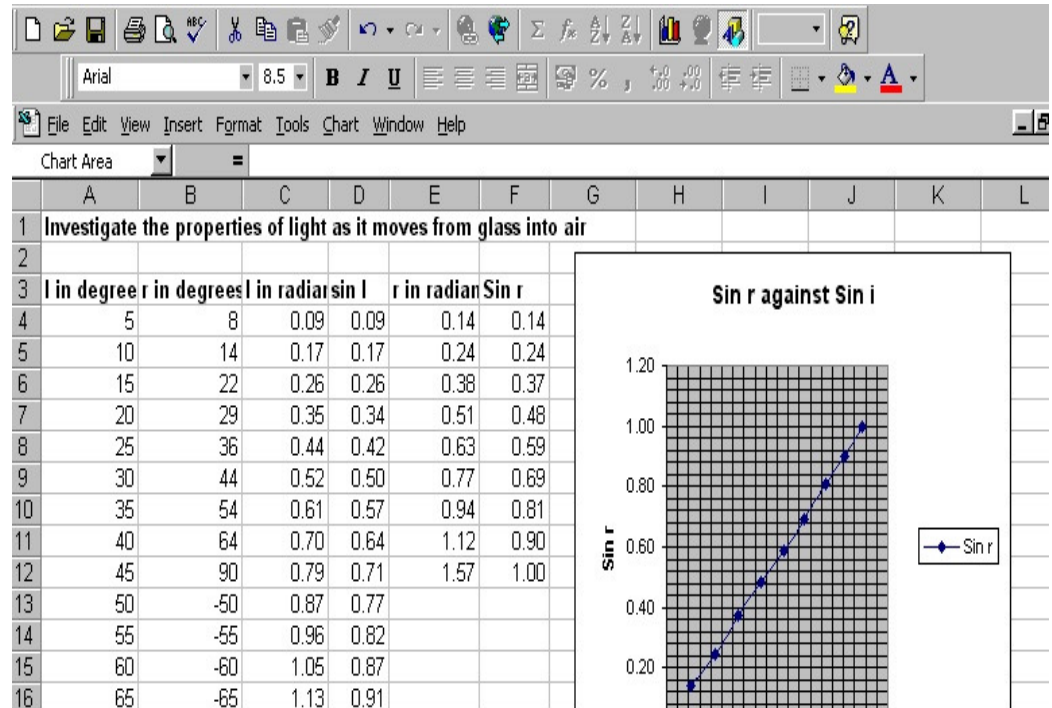 Arial 8.5 B I U
File Edit View Insert Format Tools Chart Window Help
Chart Area =
A B C D E F G H I J K L
1 Investigate the properties of light as it moves from glass into air
2
3 I in degree r in degrees I in radiar sin I r in radian Sin r
4 5 8 0.09 0.09 0.14 0.14
5 10 14 0.17 0.17 0.24 0.24
6 15 22 0.26 0.26 0.38 0.37
7 20 29 0.35 0.34 0.51 0.48
8 25 36 0.44 0.42 0.63 0.59
9 30 44 0.52 0.50 0.77 0.69
10 35 54 0.61 0.57 0.94 0.81
11 40 64 0.70 0.64 1.12 0.90
12 45 90 0.79 0.71 1.57 1.00
13 50 -50 0.87 0.77
14 55 -55 0.96 0.82
15 60 -60 1.05 0.87
16 65 -65 1.13 0.91
Sin r against Sin i
1.20
1.00
0.80
0.60
0.40
0.20
Sin r
Sin r